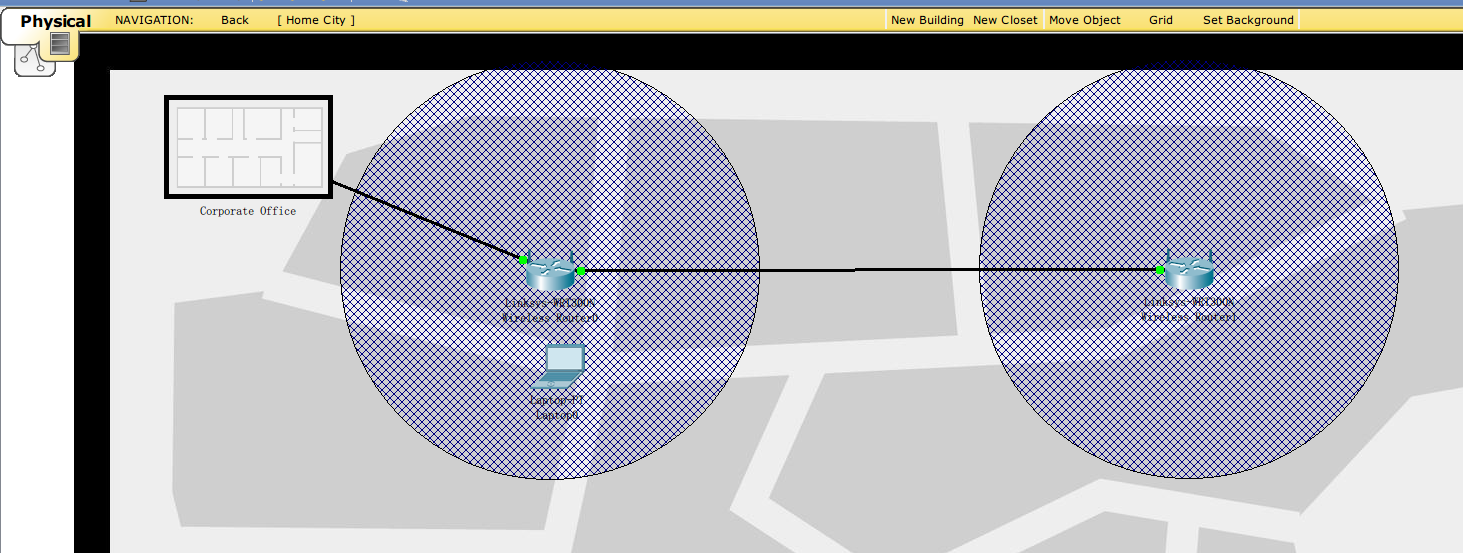 Physical NAVIGATION: Back [ Home City ] New Building New Closet Move Object Grid Set Background
Corporate Office
Linksys-WRT300N
Wireless Router0
Linksys-WRT300N
Wireless Router1
Laptop-PT
Laptop0